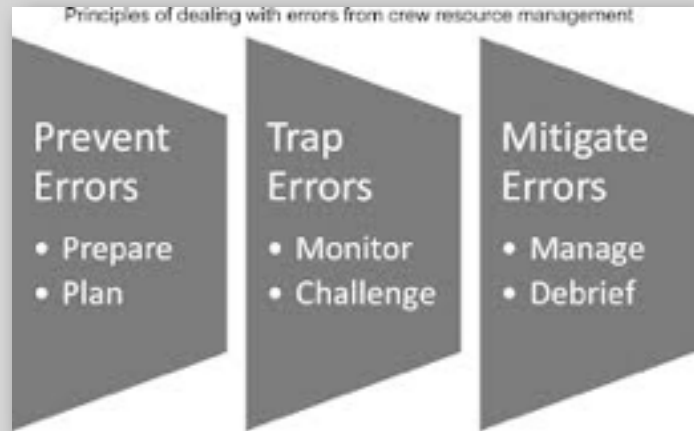 Principles of dealing with errors from crew resource management
Prevent
Errors
• Prepare
• Plan
Trap
Errors
• Monitor
• Challenge
Mitigate
Errors
• Manage
• Debrief